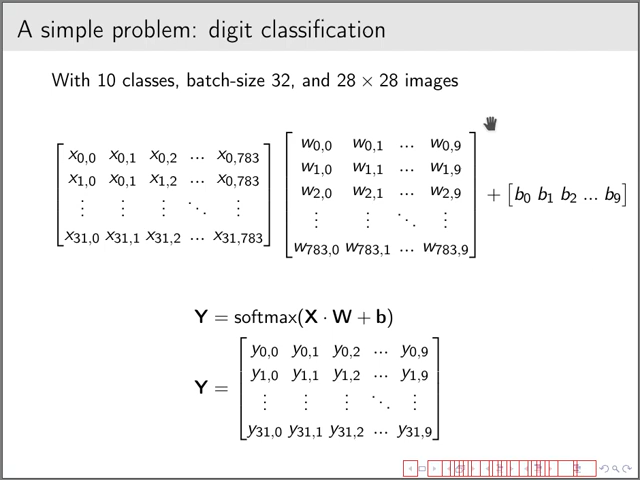 A simple problem: digit classification
With 10 classes, batch-size 32, and 28 × 28 images
x0,0 x0,1 x0,2 ... x0,783
x1,0 x0,1 x1,2 ... x0,783
⋮ ⋮ ⋮ ⋱ ⋮
x31,0 x31,1 x31,2 ... x31,783
w0,0 w0,1 ... w0,9
w1,0 w1,1 ... w1,9
w2,0 w2,1 ... w2,9
⋮ ⋮ ⋱ ⋮
w783,0 w783,1 ... w783,9
+ [b0 b1 b2 ... b9]
Y = softmax(X · W + b)
Y =
y0,0 y0,1 y0,2 ... y0,9
y1,0 y1,1 y1,2 ... y1,9
⋮ ⋮ ⋮ ⋱ ⋮
y31,0 y31,1 y31,2 ... y31,9